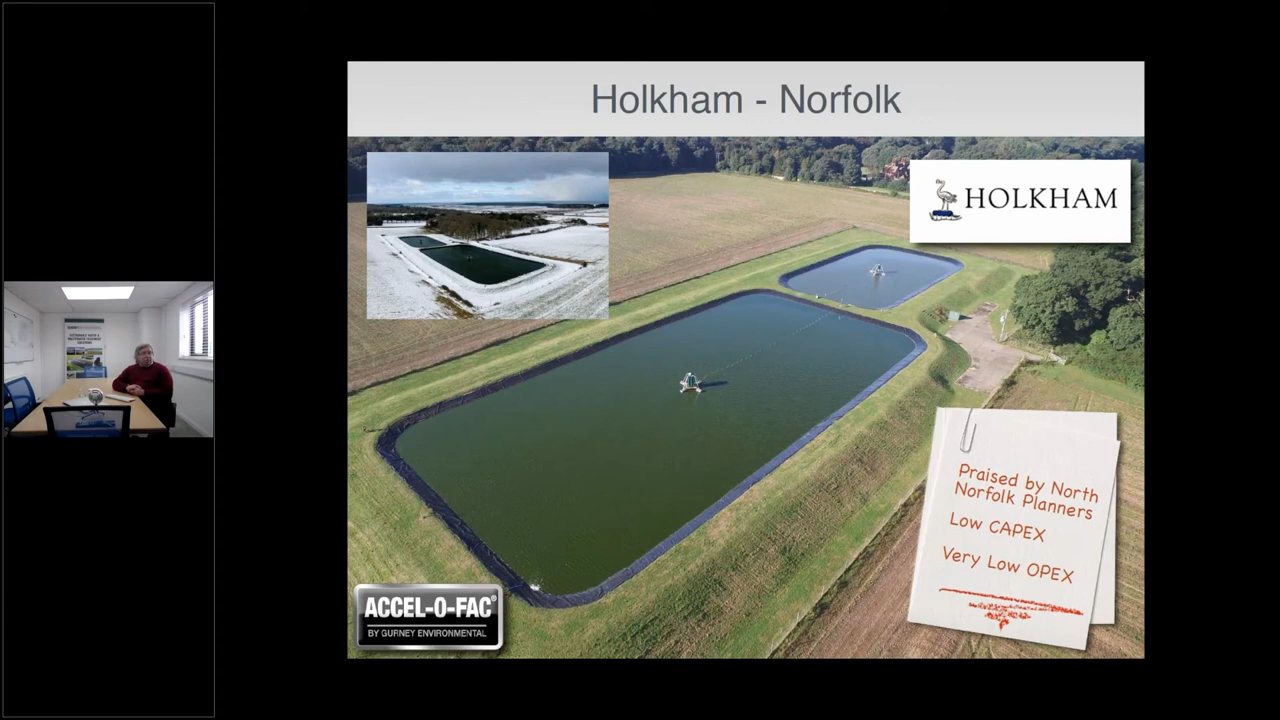 Holkham - Norfolk
HOLKHAM
Praised by North
Norfolk Planners
Low CAPEX
Very Low OPEX
ACCEL-O-FAC®
BY GURNEY ENVIRONMENTAL